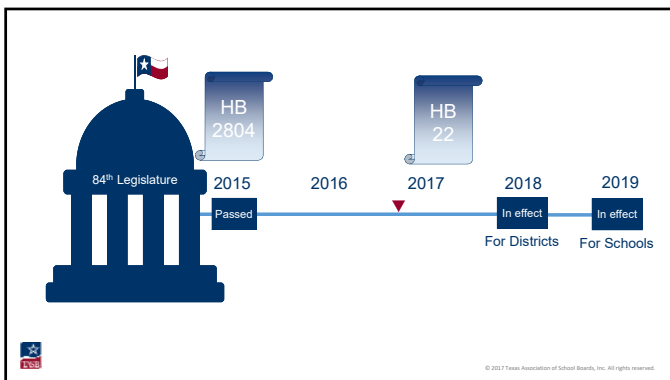 HB
2804
HB
22
84th Legislature
2015
2016
2017
2018
2019
Passed
In effect
In effect
For Districts
For Schools
TASB
© 2017 Texas Association of School Boards, Inc. All rights reserved.